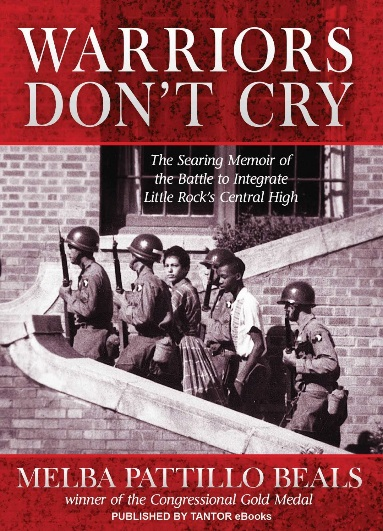 WARRIORS
DON'T CRY
The Searing Memoir of
the Battle to Integrate
Little Rock's Central High
MELBA PATTILLO BEALS
winner of the Congressional Gold Medal
PUBLISHED BY TANTOR eBooks